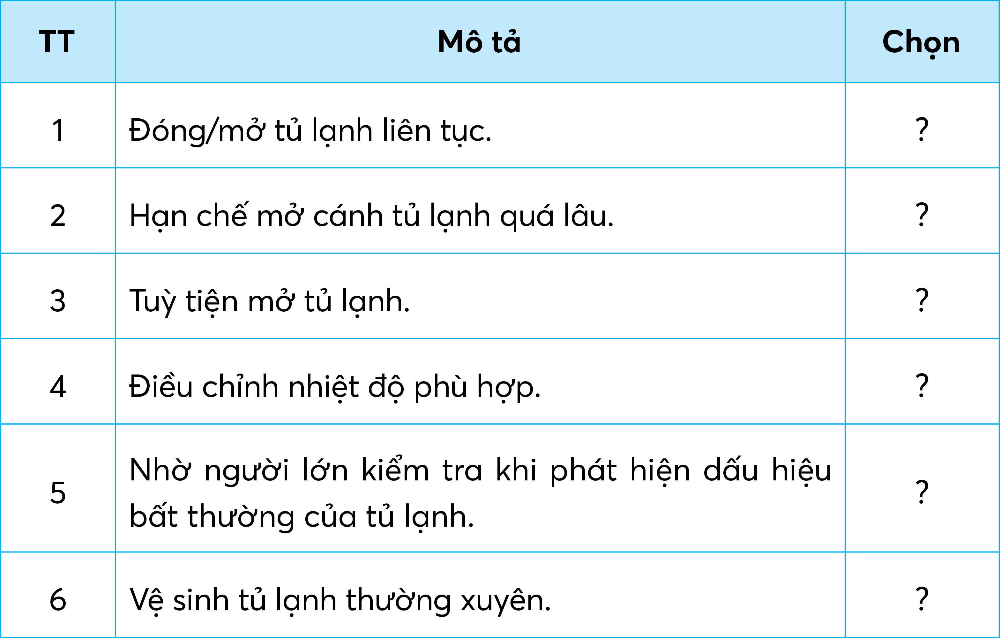 TT Mô tả Chọn
1 Đóng/mở tủ lạnh liên tục. ?
2 Hạn chế mở cánh tủ lạnh quá lâu. ?
3 Tuỳ tiện mở tủ lạnh. ?
4 Điều chỉnh nhiệt độ phù hợp. ?
5 Nhờ người lớn kiểm tra khi phát hiện dấu hiệu
bất thường của tủ lạnh. ?
6 Vệ sinh tủ lạnh thường xuyên. ?